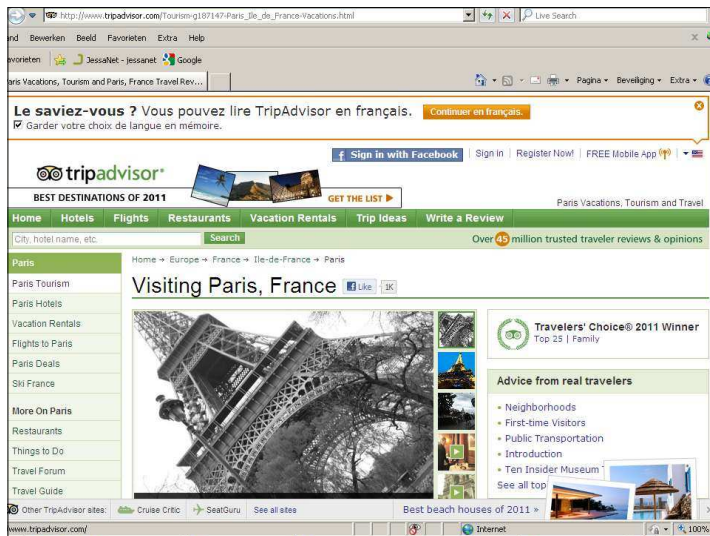 http://www.tripadvisor.com/Tourism-g187147-Paris_Ile_de_France-Vacations.html
Live Search
Bewerken Beeld Favorieten Extra Help
JessaNet - jessanet Google
Paris Vacations, Tourism and Paris, France Travel Rev...
Pagina Beveiliging Extra
Le saviez-vous ? Vous pouvez lire TripAdvisor en français. Continuer en français.
Garder votre choix de langue en mémoire.
Sign in with Facebook Sign in Register Now! FREE Mobile App
tripadvisor
BEST DESTINATIONS OF 2011 GET THE LIST
Paris Vacations, Tourism and Travel
Home Hotels Flights Restaurants Vacation Rentals Trip Ideas Write a Review
City, hotel name, etc. Search Over 45 million trusted traveler reviews & opinions
Paris
Home → Europe → France → Ile-de-France → Paris
Visiting Paris, France Like 1K
Paris Tourism
Paris Hotels
Vacation Rentals
Flights to Paris
Paris Deals
Ski France
More On Paris
Restaurants
Things to Do
Travel Forum
Travel Guide
Travelers' Choice® 2011 Winner
Top 25 | Family
Advice from real travelers
• Neighborhoods
• First-time Visitors
• Public Transportation
• Introduction
• Ten Insider Museum
See all top
Other TripAdvisor sites: Cruise Critic SeatGuru See all sites Best beach houses of 2011 »
www.tripadvisor.com/ Internet 100%